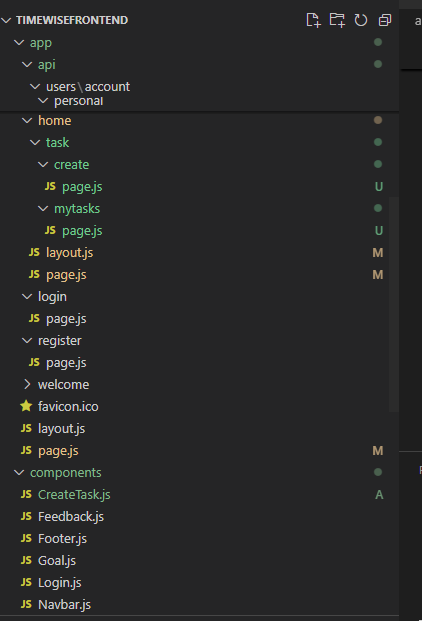 TIMEWISEFRONTEND
app
api
users\account
personal
home
task
create
JS page.js U
mytasks
JS page.js U
JS layout.js M
JS page.js M
login
JS page.js
register
JS page.js
welcome
favicon.ico
JS layout.js
JS page.js M
components
JS CreateTask.js A
JS Feedback.js
JS Footer.js
JS Goal.js
JS Login.js
JS Navbar.js